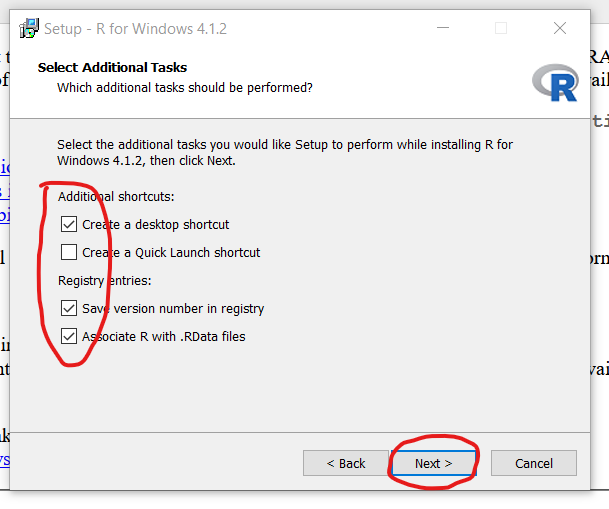 Setup - R for Windows 4.1.2
Select Additional Tasks
Which additional tasks should be performed?
R
Select the additional tasks you would like Setup to perform while installing R for
Windows 4.1.2, then click Next.
Additional shortcuts:
Create a desktop shortcut
Create a Quick Launch shortcut
Registry entries:
Save version number in registry
Associate R with .RData files
< Back
Next >
Cancel